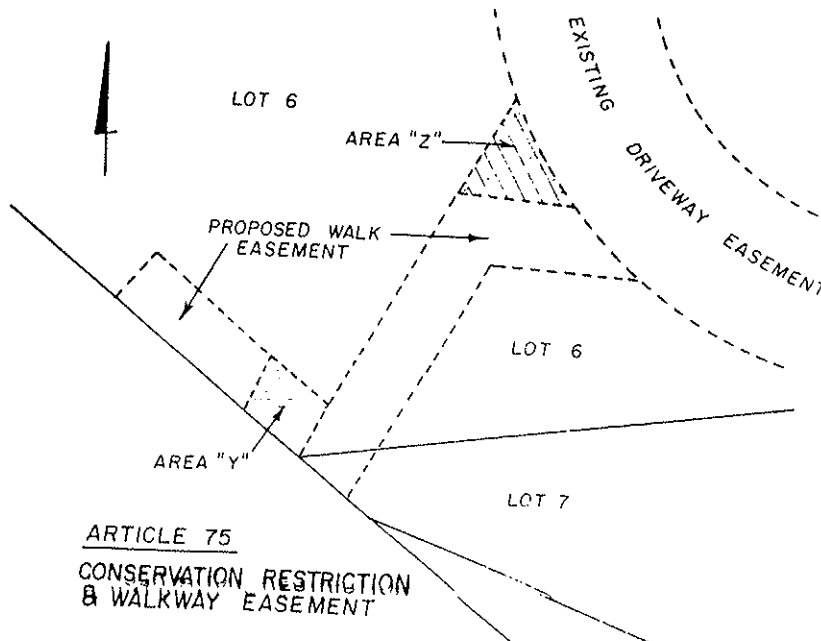 LOT 6
EXISTING DRIVEWAY EASEMENT
AREA "Z"
PROPOSED WALK
EASEMENT
LOT 6
AREA "Y"
LOT 7
ARTICLE 75
CONSERVATION RESTRICTION
& WALKWAY EASEMENT